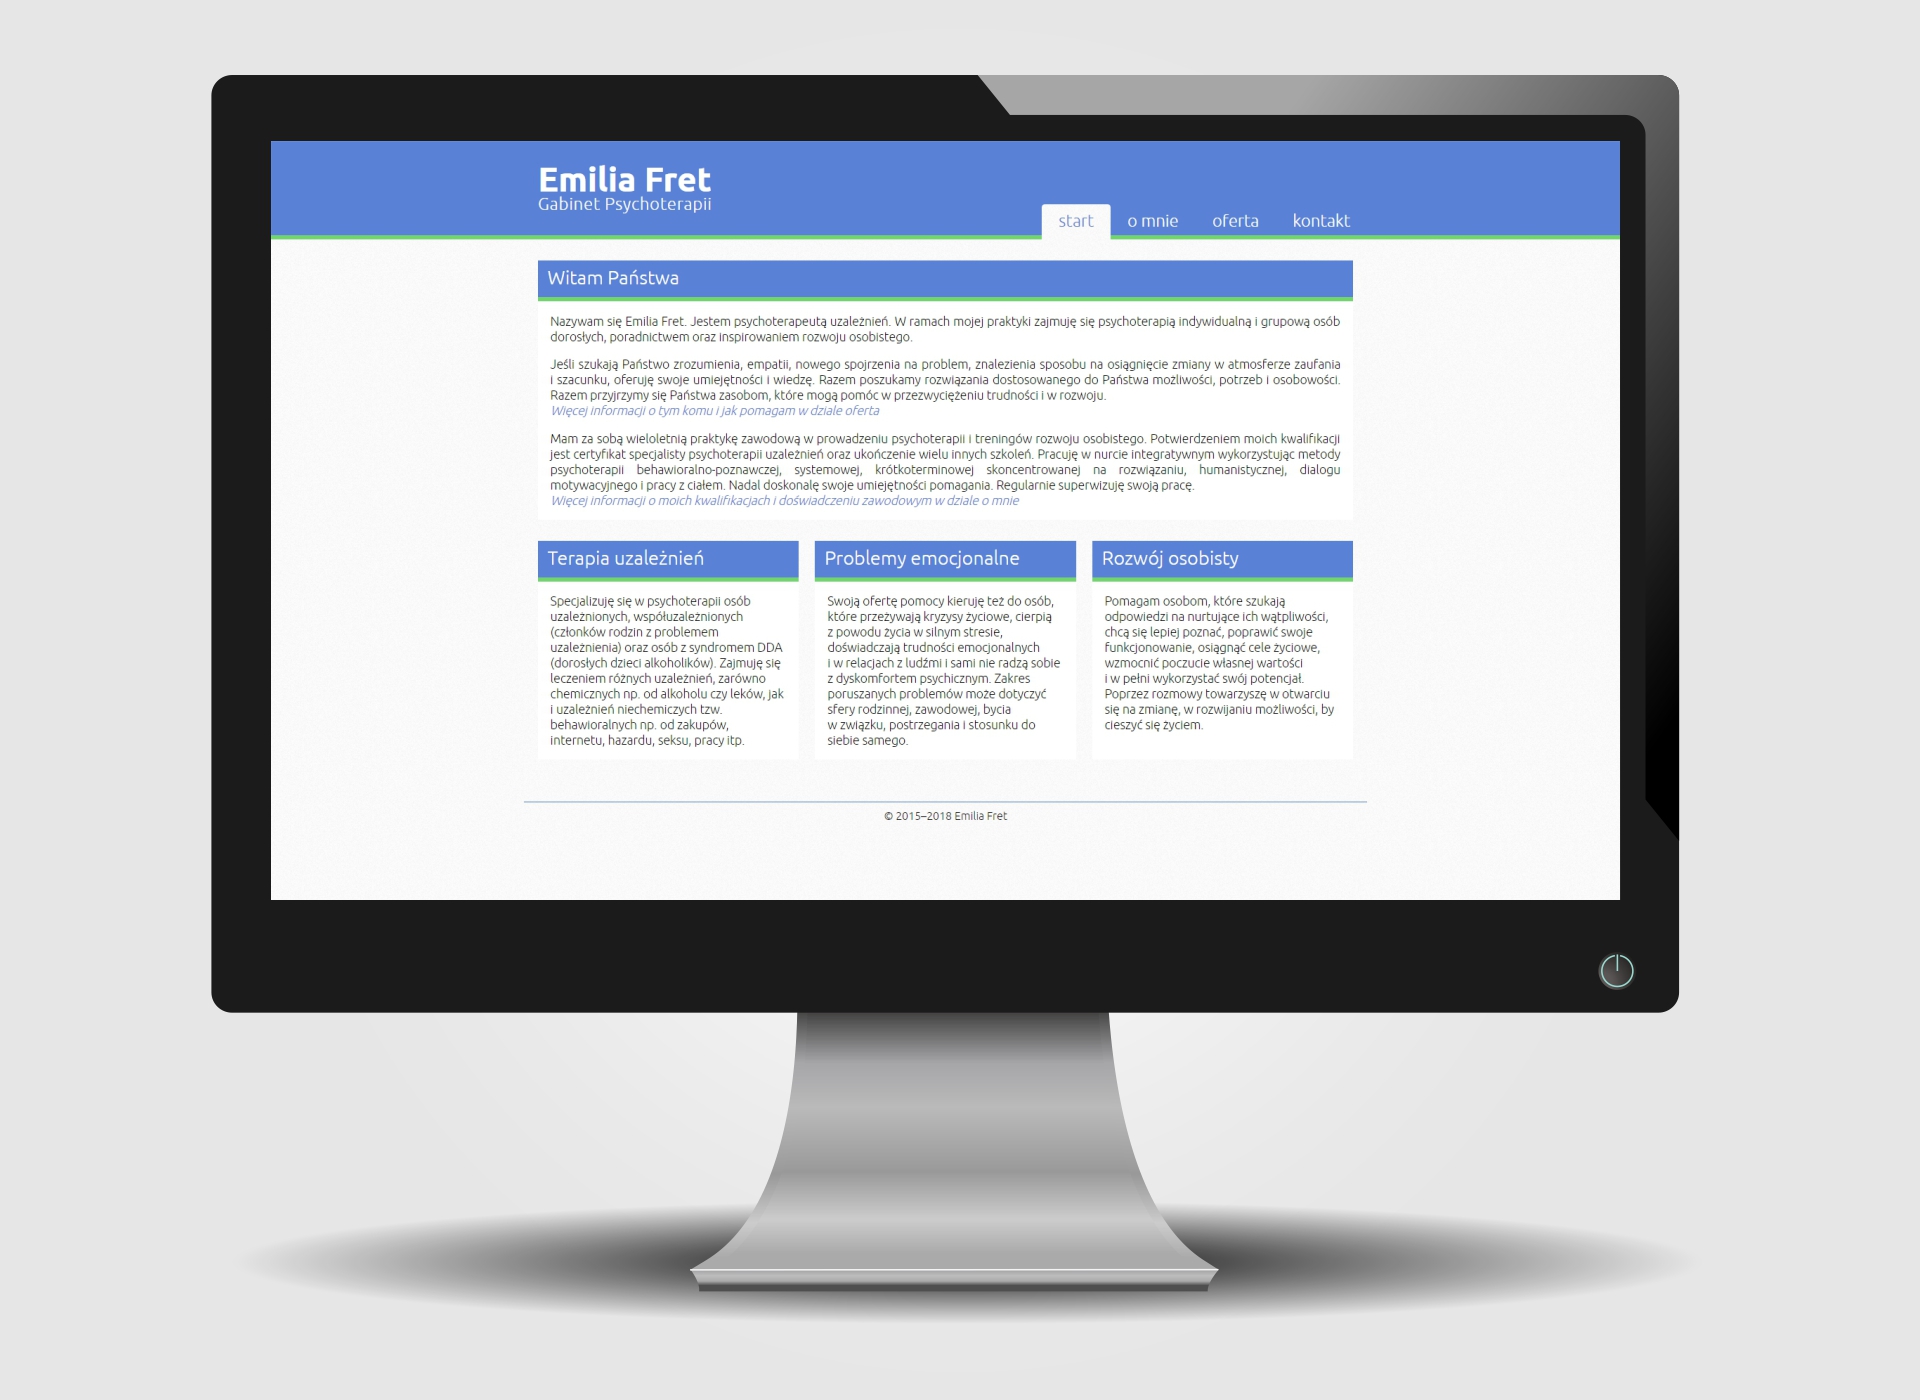 Emilia Fret
Gabinet Psychoterapii
start o mnie oferta kontakt
Witam Państwa
Nazywam się Emilia Fret. Jestem psychoterapeutą uzależnień. W ramach mojej praktyki zajmuję się psychoterapią indywidualną i grupową osób
dorosłych, poradnictwem oraz inspirowaniem rozwoju osobistego.
Jeśli szukają Państwo zrozumienia, empatii, nowego spojrzenia na problem, znalezienia sposobu na osiągnięcie zmiany w atmosferze zaufania
i szacunku, oferuję swoje umiejętności i wiedzę. Razem poszukamy rozwiązania dostosowanego do Państwa możliwości, potrzeb i osobowości.
Razem przyjrzymy się Państwa zasobom, które mogą pomóc w przezwyciężeniu trudności i w rozwoju.
Więcej informacji o tym komu i jak pomagam w dziale oferta
Mam za sobą wieloletnią praktykę zawodową w prowadzeniu psychoterapii i treningów rozwoju osobistego. Potwierdzeniem moich kwalifikacji
jest certyfikat specjalisty psychoterapii uzależnień oraz ukończenie wielu innych szkoleń. Pracuję w nurcie integratywnym wykorzystując metody
psychoterapii behawioralno-poznawczej, systemowej, krótkoterminowej skoncentrowanej na rozwiązaniu, humanistycznej, dialogu
motywacyjnego i pracy z ciałem. Nadal doskonalę swoje umiejętności pomagania. Regularnie superwizuję swoją pracę.
Więcej informacji o moich kwalifikacjach i doświadczeniu zawodowym w dziale o mnie
Terapia uzależnień
Specjalizuję się w psychoterapii osób
uzależnionych, współuzależnionych
(członków rodzin z problemem
uzależnienia) oraz osób z syndromem DDA
(dorosłych dzieci alkoholików). Zajmuję się
leczeniem różnych uzależnień, zarówno
chemicznych np. od alkoholu czy leków, jak
i uzależnień niechemiczych tzw.
behawioralnych np. od zakupów,
internetu, hazardu, seksu, pracy itp.
Problemy emocjonalne
Swoją ofertę pomocy kieruję też do osób,
które przeżywają kryzysy życiowe, cierpią
z powodu życia w silnym stresie,
doświadczają trudności emocjonalnych
i w relacjach z ludźmi i sami nie radzą sobie
z dyskomfortem psychicznym. Zakres
poruszanych problemów może dotyczyć
sfery rodzinnej, zawodowej, bycia
w związku, postrzegania i stosunku do
siebie samego.
Rozwój osobisty
Pomagam osobom, które szukają
odpowiedzi na nurtujące ich wątpliwości,
chcą się lepiej poznać, poprawić swoje
funkcjonowanie, osiągnąć cele życiowe,
wzmocnić poczucie własnej wartości
i w pełni wykorzystać swój potencjał.
Poprzez rozmowy towarzyszę w otwarciu
się na zmianę, w rozwijaniu możliwości, by
cieszyć się życiem.
© 2015–2018 Emilia Fret